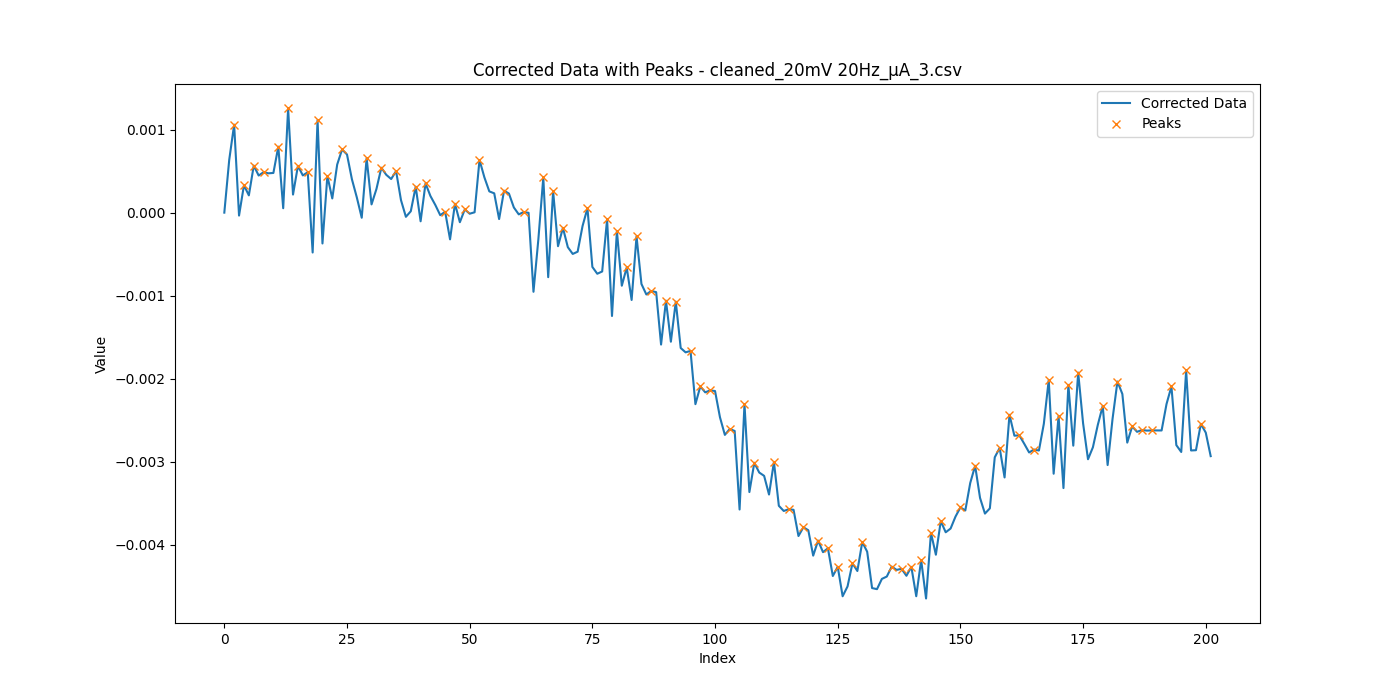 Corrected Data with Peaks - cleaned_20mV 20Hz_µA_3.csv
Corrected Data
Peaks
0.001
0.000
−0.001
−0.002
−0.003
−0.004
Value
0 25 50 75 100 125 150 175 200
Index